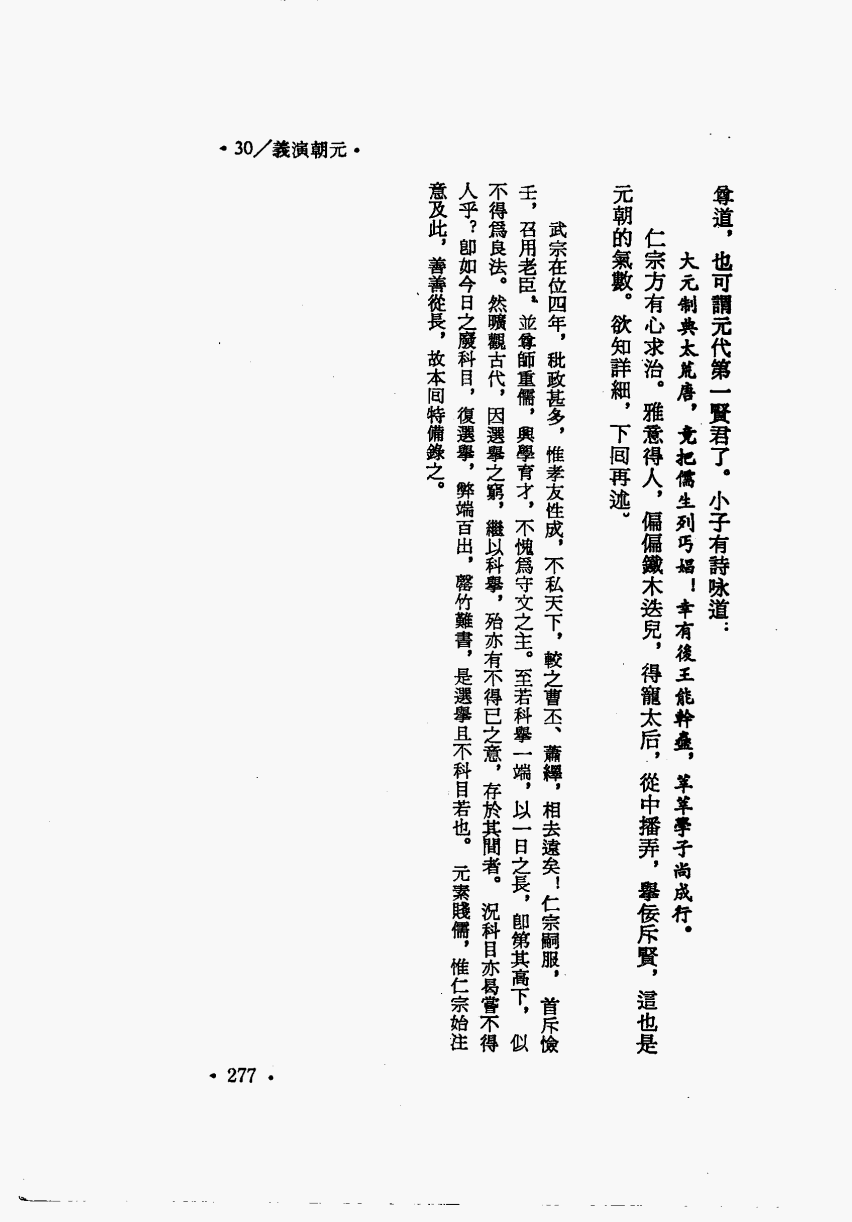 •30／義演朝元•
尊道，也可謂元代第一賢君了。小子有詩咏道：
大元制典太荒唐，竟把儒生列丐娼！幸有後王能幹蠱，莘莘學子尚成行。
仁宗方有心求治。雅意得人，偏偏鐵木迭兒，得寵太后，從中播弄，舉佞斥賢，這也是
元朝的氣數。欲知詳細，下回再述。
武宗在位四年，秕政甚多，惟孝友性成，不私天下，較之曹丕、蕭繹，相去遠矣！仁宗嗣服，首斥憸
壬，召用老臣、並尊師重儒，興學育才，不愧爲守文之主。至若科擧一端，以一日之長，卽第其高下，似
不得爲良法。然曠觀古代，因選擧之窮，繼以科擧，殆亦有不得已之意，存於其間者。況科目亦曷嘗不得
人乎？卽如今日之廢科目，復選擧，弊端百出，罄竹難書，是選擧且不科目若也。元素賤儒，惟仁宗始注
意及此，善善從長，故本回特備錄之。
•277•